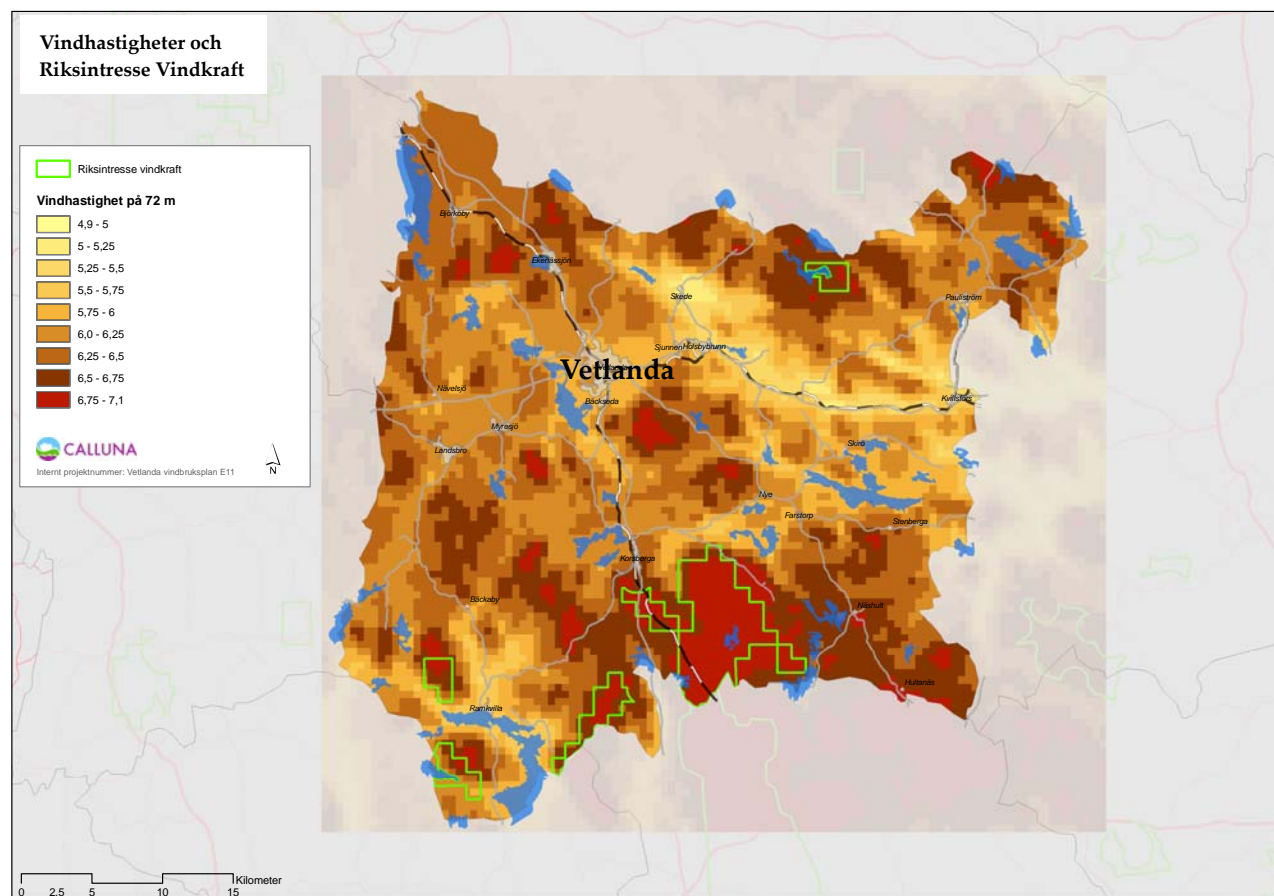 Vindhastigheter och
Riksintresse Vindkraft
Riksintresse vindkraft
Vindhastighet på 72 m
4,9 - 5
5 - 5,25
5,25 - 5,5
5,5 - 5,75
5,75 - 6
6,0 - 6,25
6,25 - 6,5
6,5 - 6,75
6,75 - 7,1
CALLUNA
Internt projektnummer: Vetlanda vindbruksplan E11
N
Björköby
Ekenässjön
Skede
Pauliström
Sjunnen
Holsbybrunn
Vetlanda
Nävelsjö
Bäckseda
Kvillsfors
Myresjö
Skirö
Landsbro
Nye
Farstorp
Stenberga
Korsberga
Bäckaby
Näshult
Hultanäs
Ramkvilla
Kilometer
0 2,5 5 10 15